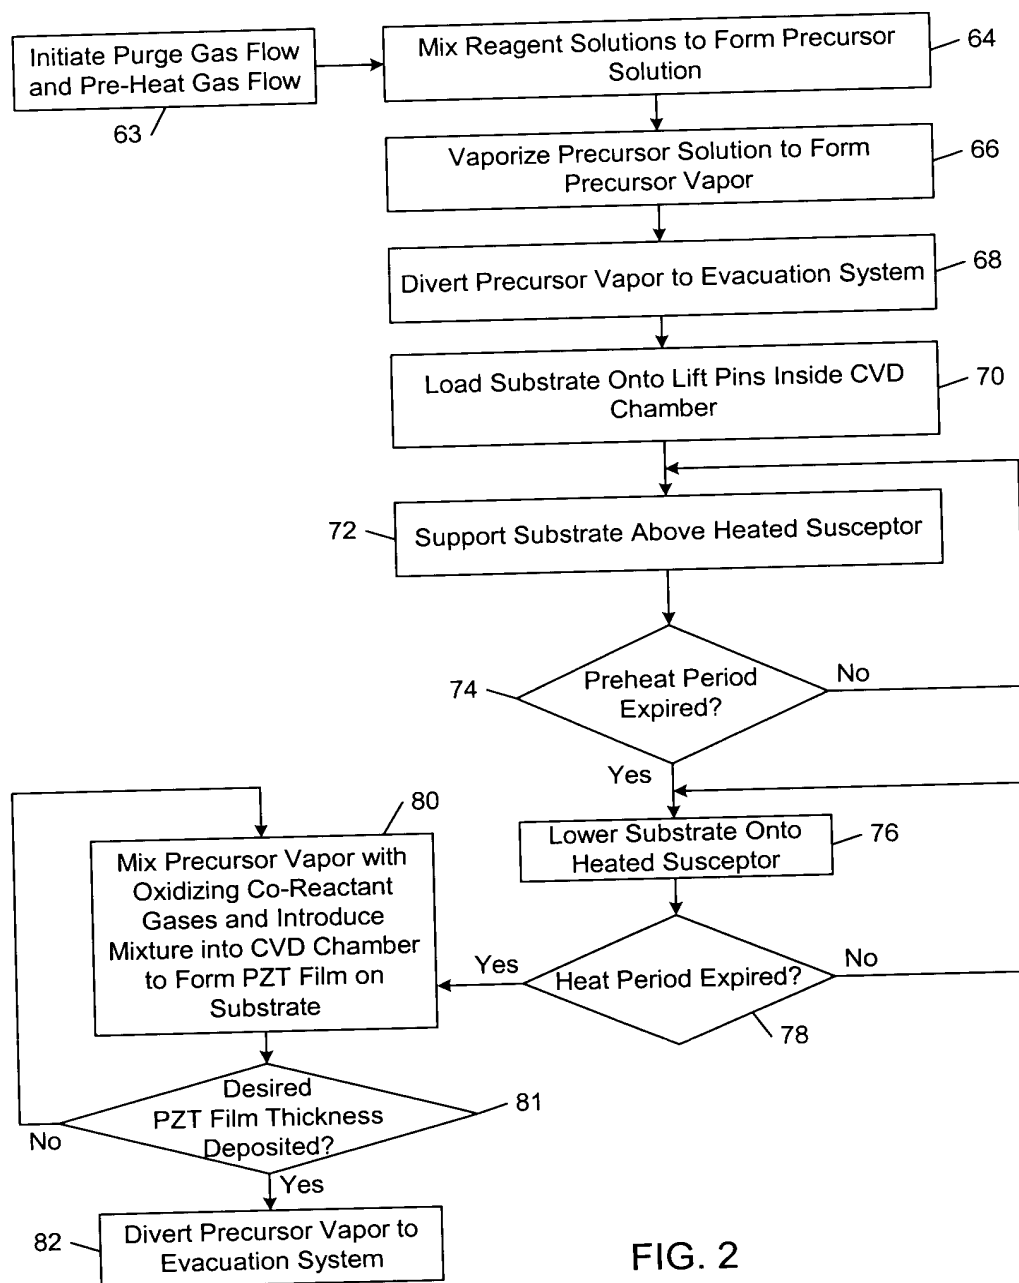 Initiate Purge Gas Flow
and Pre-Heat Gas Flow
63
Mix Reagent Solutions to Form Precursor
Solution
64
Vaporize Precursor Solution to Form
Precursor Vapor
66
Divert Precursor Vapor to Evacuation System
68
Load Substrate Onto Lift Pins Inside CVD
Chamber
70
72
Support Substrate Above Heated Susceptor
74
Preheat Period
Expired?
No
Yes
Lower Substrate Onto
Heated Susceptor
76
Heat Period Expired?
No
Yes
78
80
Mix Precursor Vapor with
Oxidizing Co-Reactant
Gases and Introduce
Mixture into CVD Chamber
to Form PZT Film on
Substrate
Desired
PZT Film Thickness
Deposited?
81
No
Yes
82
Divert Precursor Vapor to
Evacuation System
FIG. 2